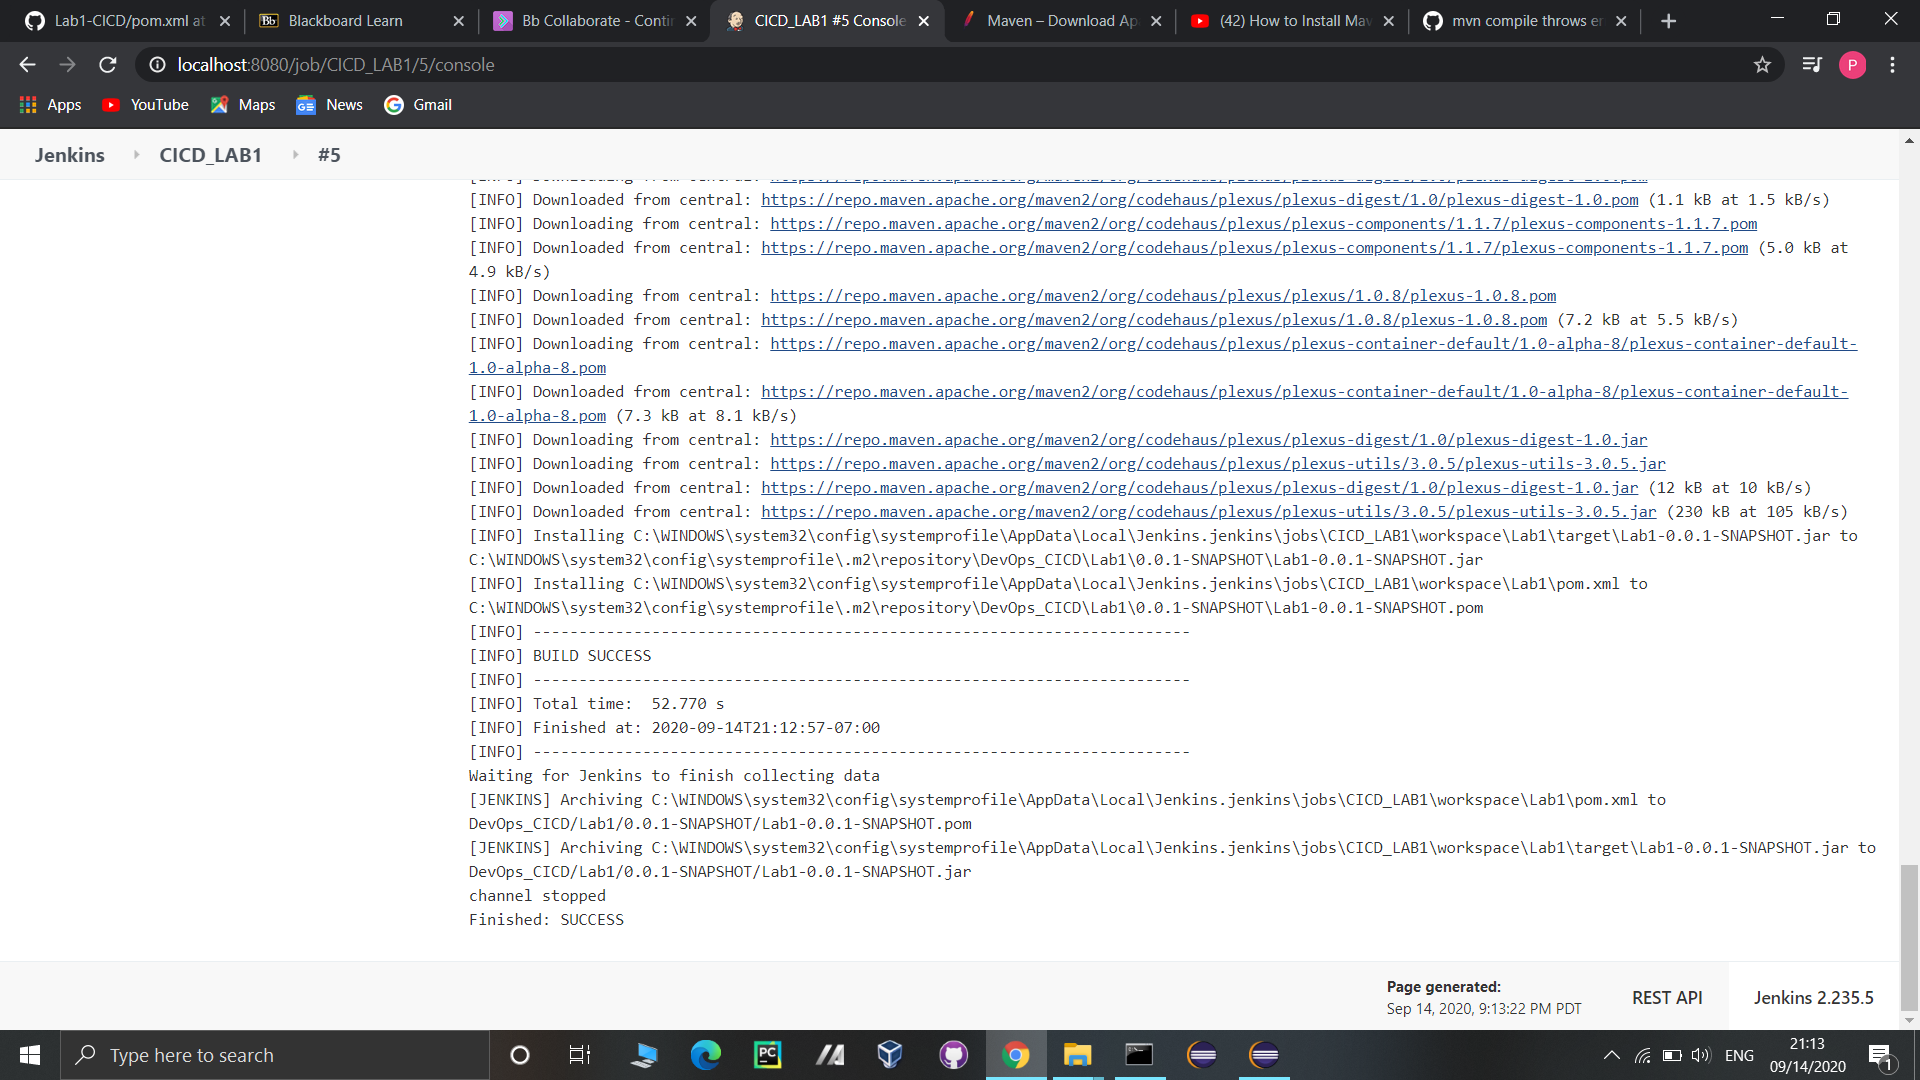 Lab1-CICD/pom.xml at
Blackboard Learn
Bb Collaborate - Contin
CICD_LAB1 #5 Console
Maven – Download Ap
(42) How to Install Mav
mvn compile throws er
localhost:8080/job/CICD_LAB1/5/console
P
Apps
YouTube
Maps
News
Gmail
Jenkins
CICD_LAB1
#5
[INFO] Downloading from central: https://repo.maven.apache.org/maven2/org/codehaus/plexus/plexus-digest/1.0/plexus-digest-1.0.pom
[INFO] Downloaded from central: https://repo.maven.apache.org/maven2/org/codehaus/plexus/plexus-digest/1.0/plexus-digest-1.0.pom (1.1 kB at 1.5 kB/s)
[INFO] Downloading from central: https://repo.maven.apache.org/maven2/org/codehaus/plexus/plexus-components/1.1.7/plexus-components-1.1.7.pom
[INFO] Downloaded from central: https://repo.maven.apache.org/maven2/org/codehaus/plexus/plexus-components/1.1.7/plexus-components-1.1.7.pom (5.0 kB at
4.9 kB/s)
[INFO] Downloading from central: https://repo.maven.apache.org/maven2/org/codehaus/plexus/plexus/1.0.8/plexus-1.0.8.pom
[INFO] Downloaded from central: https://repo.maven.apache.org/maven2/org/codehaus/plexus/plexus/1.0.8/plexus-1.0.8.pom (7.2 kB at 5.5 kB/s)
[INFO] Downloading from central: https://repo.maven.apache.org/maven2/org/codehaus/plexus/plexus-container-default/1.0-alpha-8/plexus-container-default-
1.0-alpha-8.pom
[INFO] Downloaded from central: https://repo.maven.apache.org/maven2/org/codehaus/plexus/plexus-container-default/1.0-alpha-8/plexus-container-default-
1.0-alpha-8.pom (7.3 kB at 8.1 kB/s)
[INFO] Downloading from central: https://repo.maven.apache.org/maven2/org/codehaus/plexus/plexus-digest/1.0/plexus-digest-1.0.jar
[INFO] Downloading from central: https://repo.maven.apache.org/maven2/org/codehaus/plexus/plexus-utils/3.0.5/plexus-utils-3.0.5.jar
[INFO] Downloaded from central: https://repo.maven.apache.org/maven2/org/codehaus/plexus/plexus-digest/1.0/plexus-digest-1.0.jar (12 kB at 10 kB/s)
[INFO] Downloaded from central: https://repo.maven.apache.org/maven2/org/codehaus/plexus/plexus-utils/3.0.5/plexus-utils-3.0.5.jar (230 kB at 105 kB/s)
[INFO] Installing C:\WINDOWS\system32\config\systemprofile\AppData\Local\Jenkins.jenkins\jobs\CICD_LAB1\workspace\Lab1\target\Lab1-0.0.1-SNAPSHOT.jar to
C:\WINDOWS\system32\config\systemprofile\.m2\repository\DevOps_CICD\Lab1\0.0.1-SNAPSHOT\Lab1-0.0.1-SNAPSHOT.jar
[INFO] Installing C:\WINDOWS\system32\config\systemprofile\AppData\Local\Jenkins.jenkins\jobs\CICD_LAB1\workspace\Lab1\pom.xml to
C:\WINDOWS\system32\config\systemprofile\.m2\repository\DevOps_CICD\Lab1\0.0.1-SNAPSHOT\Lab1-0.0.1-SNAPSHOT.pom
[INFO] ------------------------------------------------------------------------
[INFO] BUILD SUCCESS
[INFO] ------------------------------------------------------------------------
[INFO] Total time:  52.770 s
[INFO] Finished at: 2020-09-14T21:12:57-07:00
[INFO] ------------------------------------------------------------------------
Waiting for Jenkins to finish collecting data
[JENKINS] Archiving C:\WINDOWS\system32\config\systemprofile\AppData\Local\Jenkins.jenkins\jobs\CICD_LAB1\workspace\Lab1\pom.xml to
DevOps_CICD/Lab1/0.0.1-SNAPSHOT/Lab1-0.0.1-SNAPSHOT.pom
[JENKINS] Archiving C:\WINDOWS\system32\config\systemprofile\AppData\Local\Jenkins.jenkins\jobs\CICD_LAB1\workspace\Lab1\target\Lab1-0.0.1-SNAPSHOT.jar to
DevOps_CICD/Lab1/0.0.1-SNAPSHOT/Lab1-0.0.1-SNAPSHOT.jar
channel stopped
Finished: SUCCESS
Page generated:
Sep 14, 2020, 9:13:22 PM PDT
REST API
Jenkins 2.235.5
Type here to search
ENG
21:13
09/14/2020
1